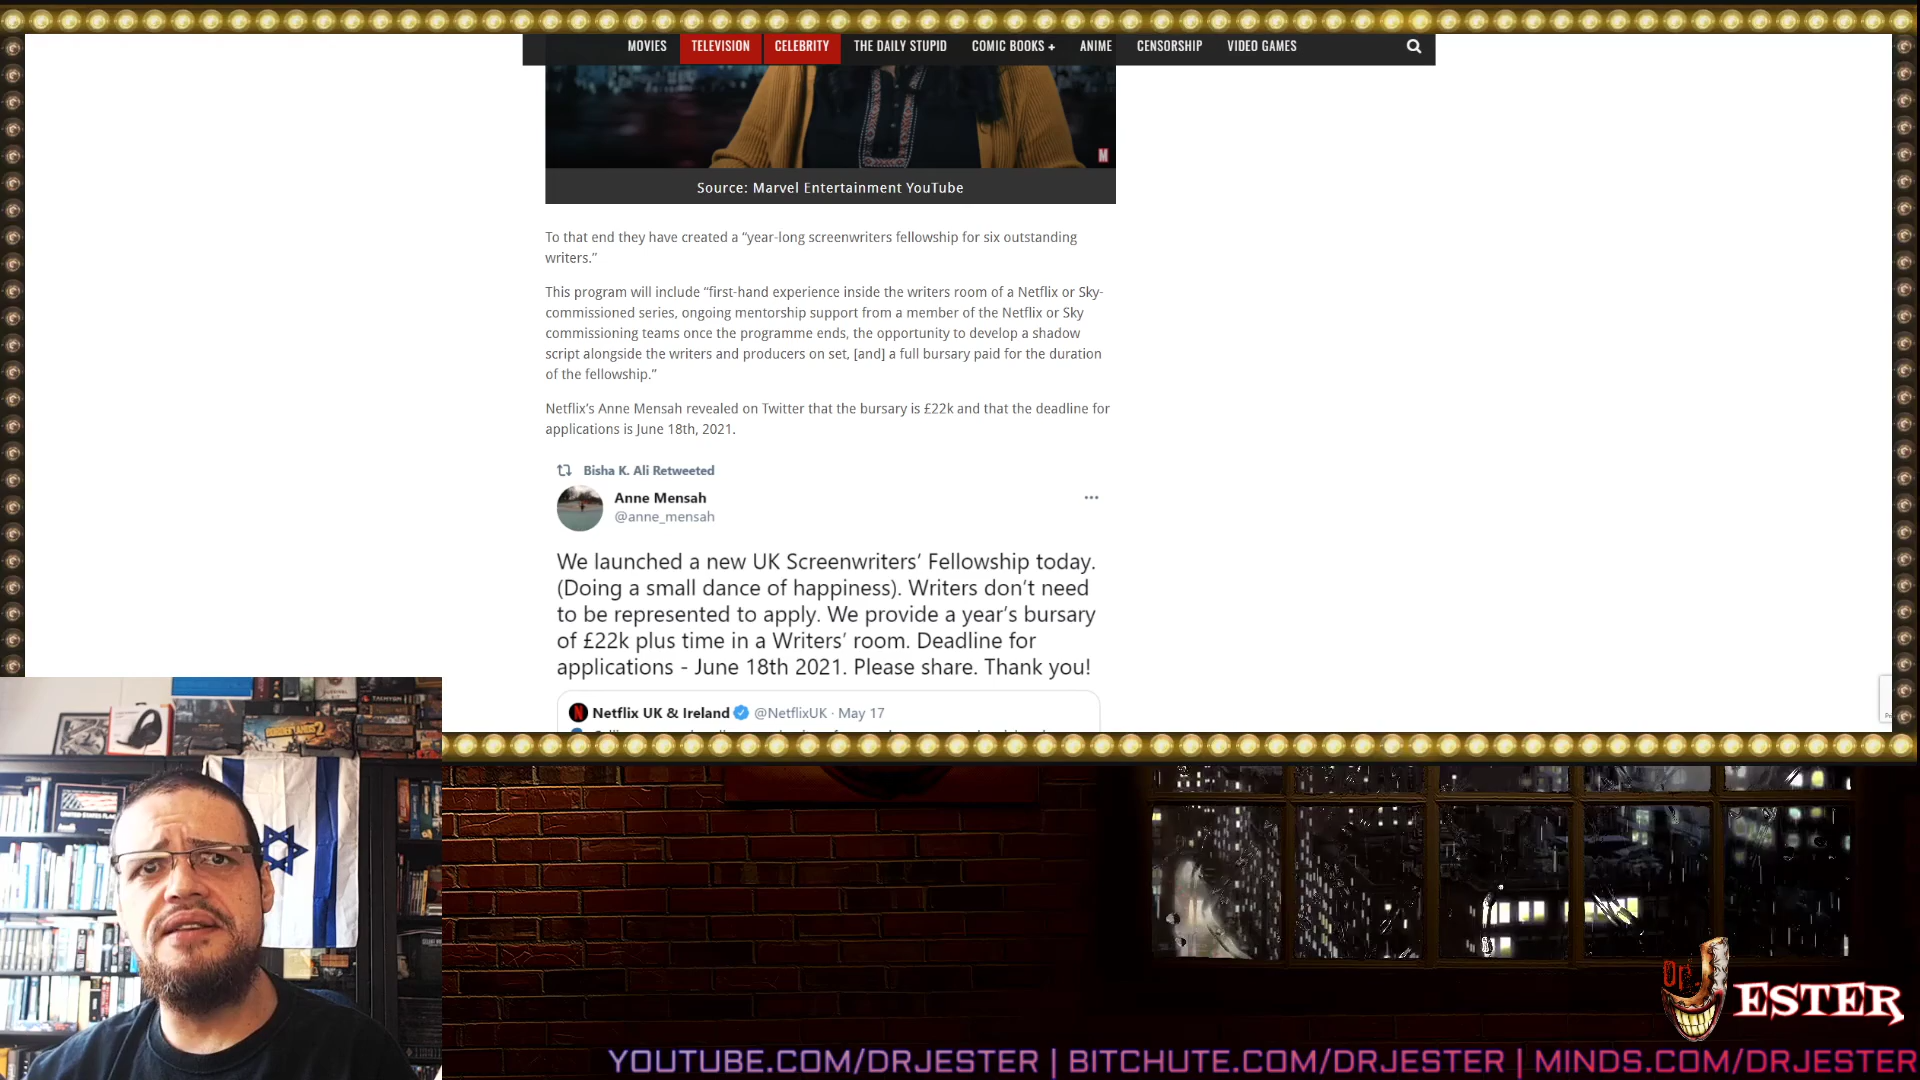 MOVIES TELEVISION CELEBRITY THE DAILY STUPID COMIC BOOKS + ANIME CENSORSHIP VIDEO GAMES
M
Source: Marvel Entertainment YouTube
To that end they have created a “year-long screenwriters fellowship for six outstanding
writers.”
This program will include “first-hand experience inside the writers room of a Netflix or Sky-
commissioned series, ongoing mentorship support from a member of the Netflix or Sky
commissioning teams once the programme ends, the opportunity to develop a shadow
script alongside the writers and producers on set, [and] a full bursary paid for the duration
of the fellowship.”
Netflix’s Anne Mensah revealed on Twitter that the bursary is £22k and that the deadline for
applications is June 18th, 2021.
Bisha K. Ali Retweeted
Anne Mensah
@anne_mensah
We launched a new UK Screenwriters’ Fellowship today.
(Doing a small dance of happiness). Writers don’t need
to be represented to apply. We provide a year’s bursary
of £22k plus time in a Writers’ room. Deadline for
applications - June 18th 2021. Please share. Thank you!
N Netflix UK & Ireland @NetflixUK · May 17
BORDERLANDS 2
UNITED STATES FLAG
Dr. JESTER
YOUTUBE.COM/DRJESTER | BITCHUTE.COM/DRJESTER | MINDS.COM/DRJESTER